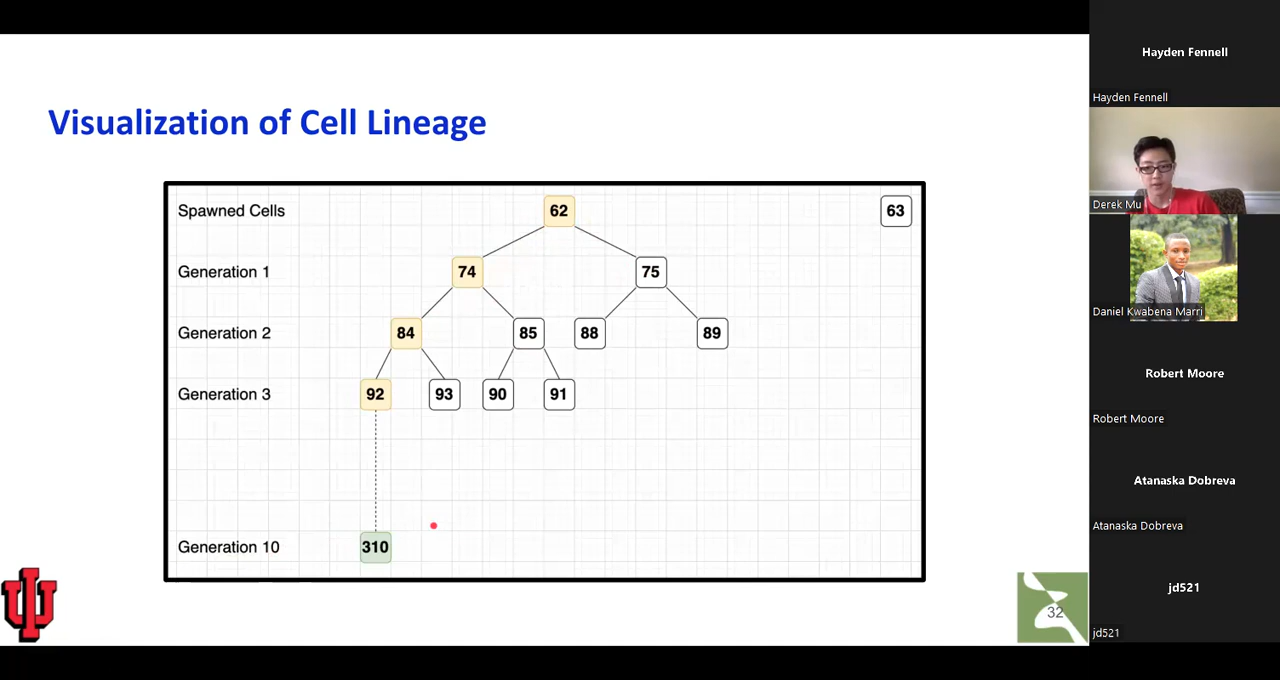 Visualization of Cell Lineage
Spawned Cells 62 63
Generation 1 74 75
Generation 2 84 85 88 89
Generation 3 92 93 90 91
Generation 10 310
32
Hayden Fennell
Hayden Fennell
Derek Mu
Daniel Kwabena Marri
Robert Moore
Robert Moore
Atanaska Dobreva
Atanaska Dobreva
jd521
jd521